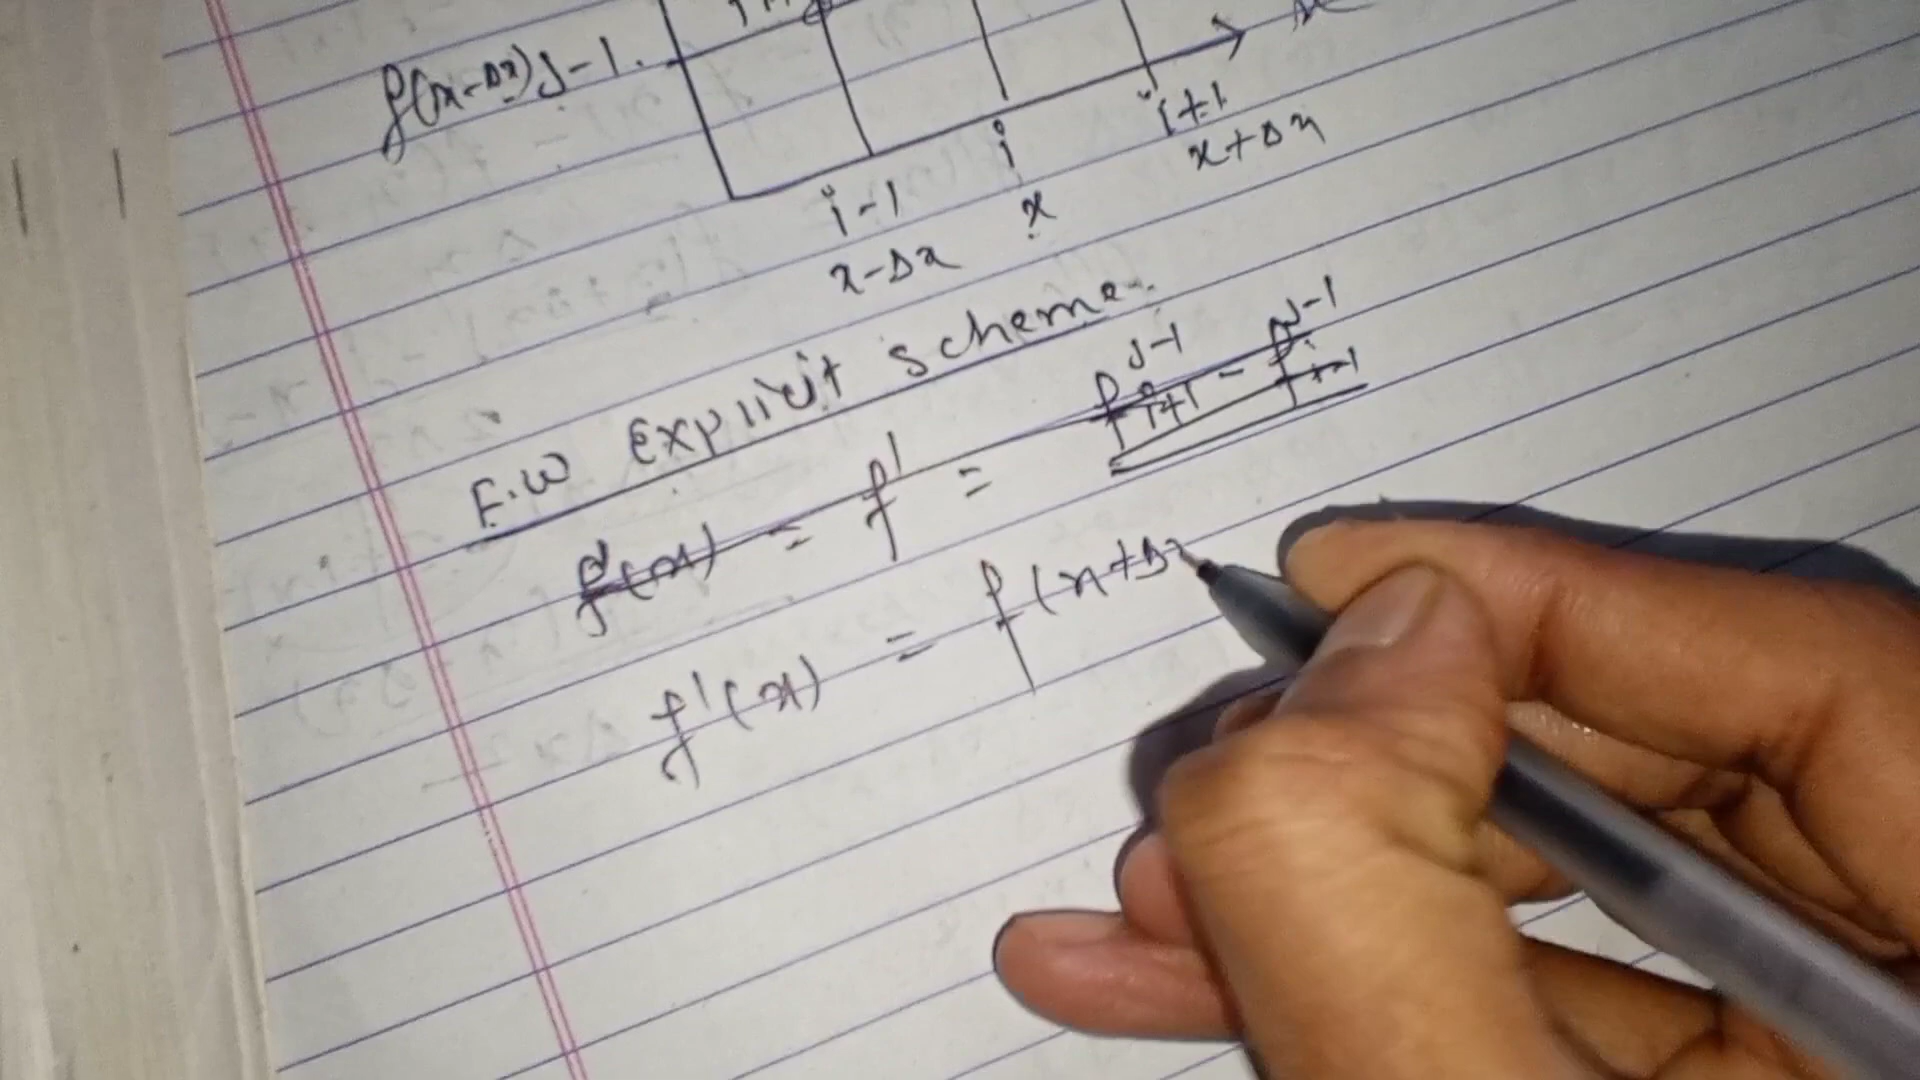 f(x-Δx) j-1.
i-1 i i+1
x-Δx x x+Δx
F.W Explicit scheme.
f'(x) = f' = f^{j-1}_{i+1} - f^{j-1}_{i-1}
f'(x) = f(x+Δx